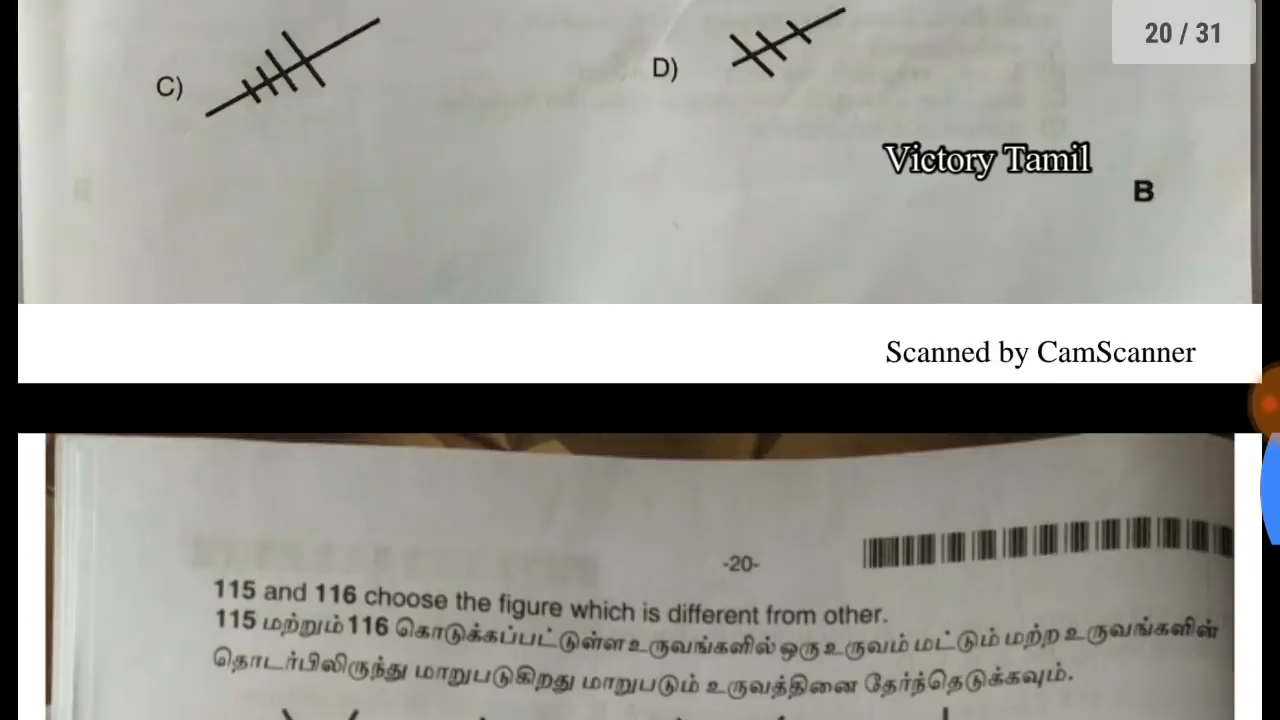 20 / 31
C)
D)
Victory Tamil
B
Scanned by CamScanner
-20-
115 and 116 choose the figure which is different from other.
115 மற்றும் 116 கொடுக்கப்பட்டுள்ள உருவங்களில் ஒரு உருவம் மட்டும் மற்ற உருவங்களின்
தொடர்பிலிருந்து மாறுபடுகிறது மாறுபடும் உருவத்தினை தேர்ந்தெடுக்கவும்.